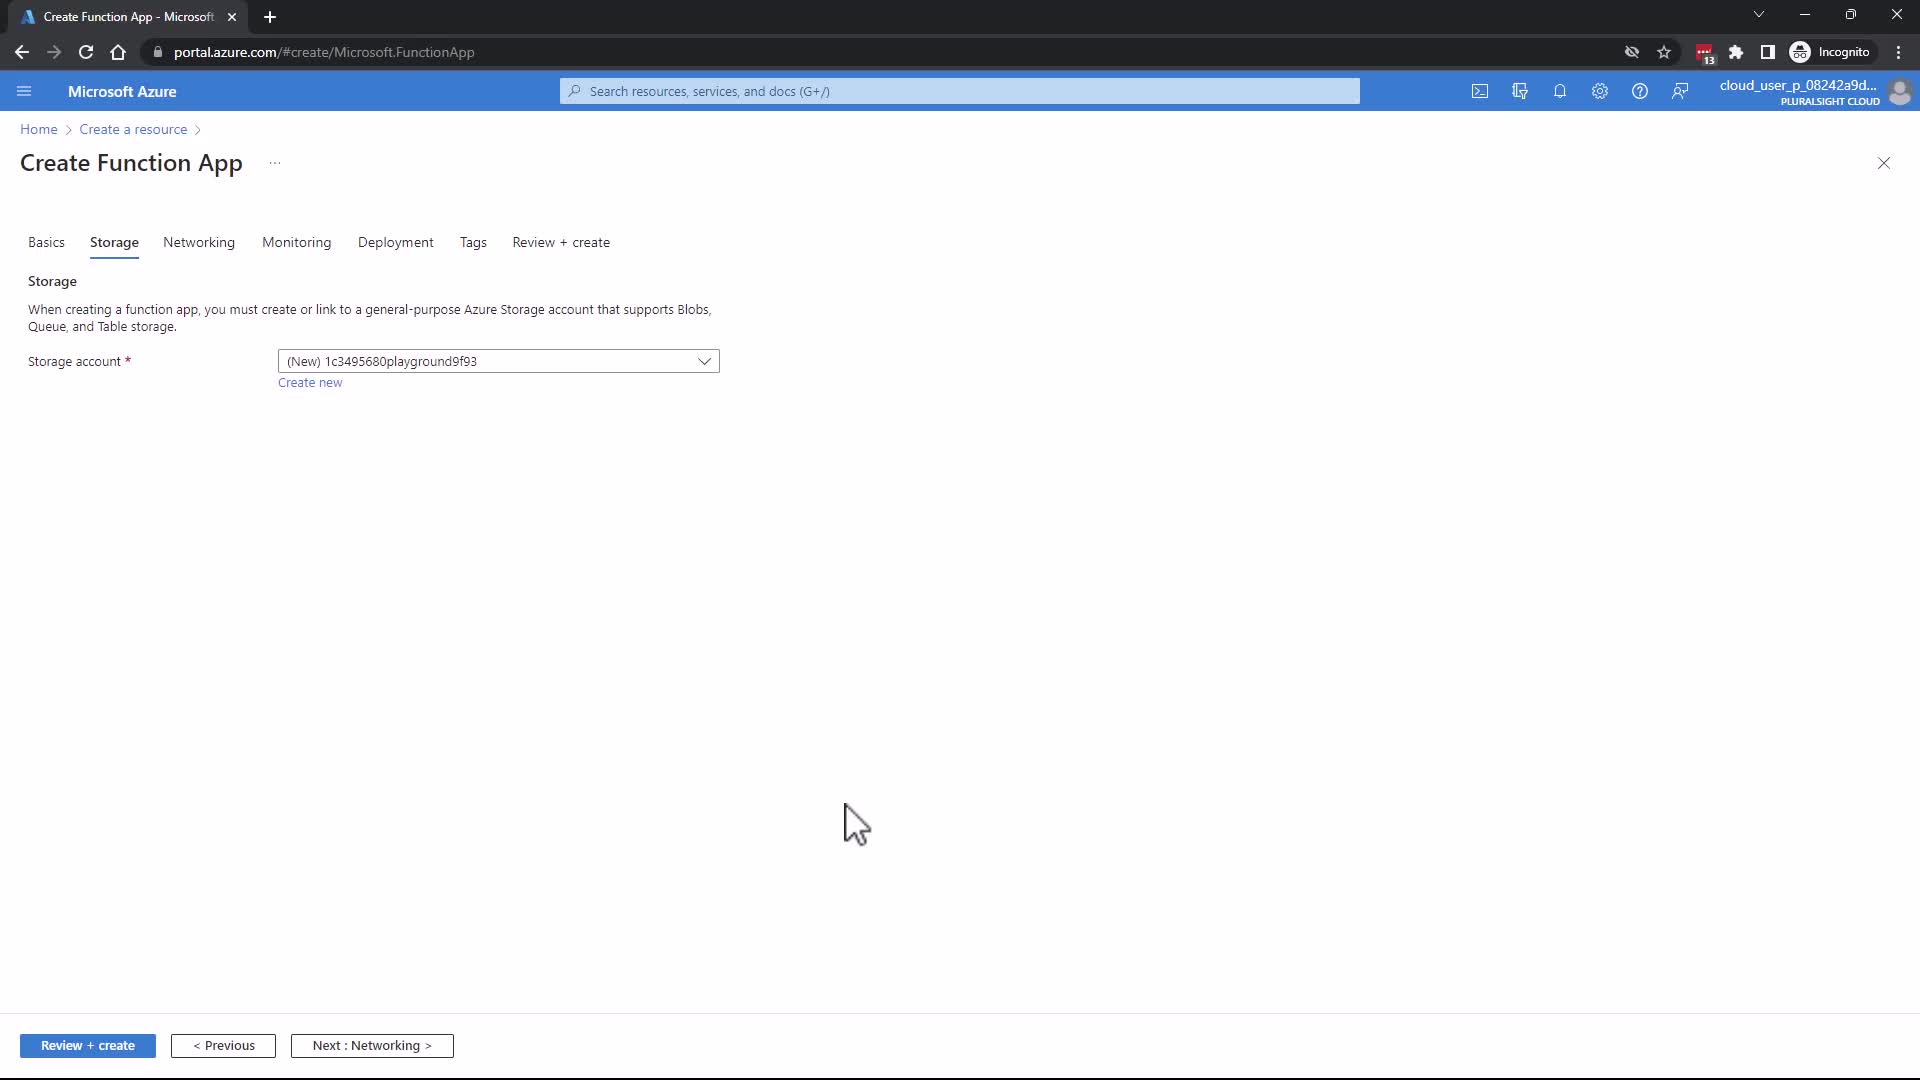 Create Function App - Microsoft
portal.azure.com/#create/Microsoft.FunctionApp
13
Incognito
Microsoft Azure
Search resources, services, and docs (G+/)
cloud_user_p_08242a9d...
PLURALSIGHT CLOUD
Home > Create a resource >
Create Function App ...
Basics Storage Networking Monitoring Deployment Tags Review + create
Storage
When creating a function app, you must create or link to a general-purpose Azure Storage account that supports Blobs,
Queue, and Table storage.
Storage account * (New) 1c3495680playground9f93
Create new
Review + create < Previous Next : Networking >